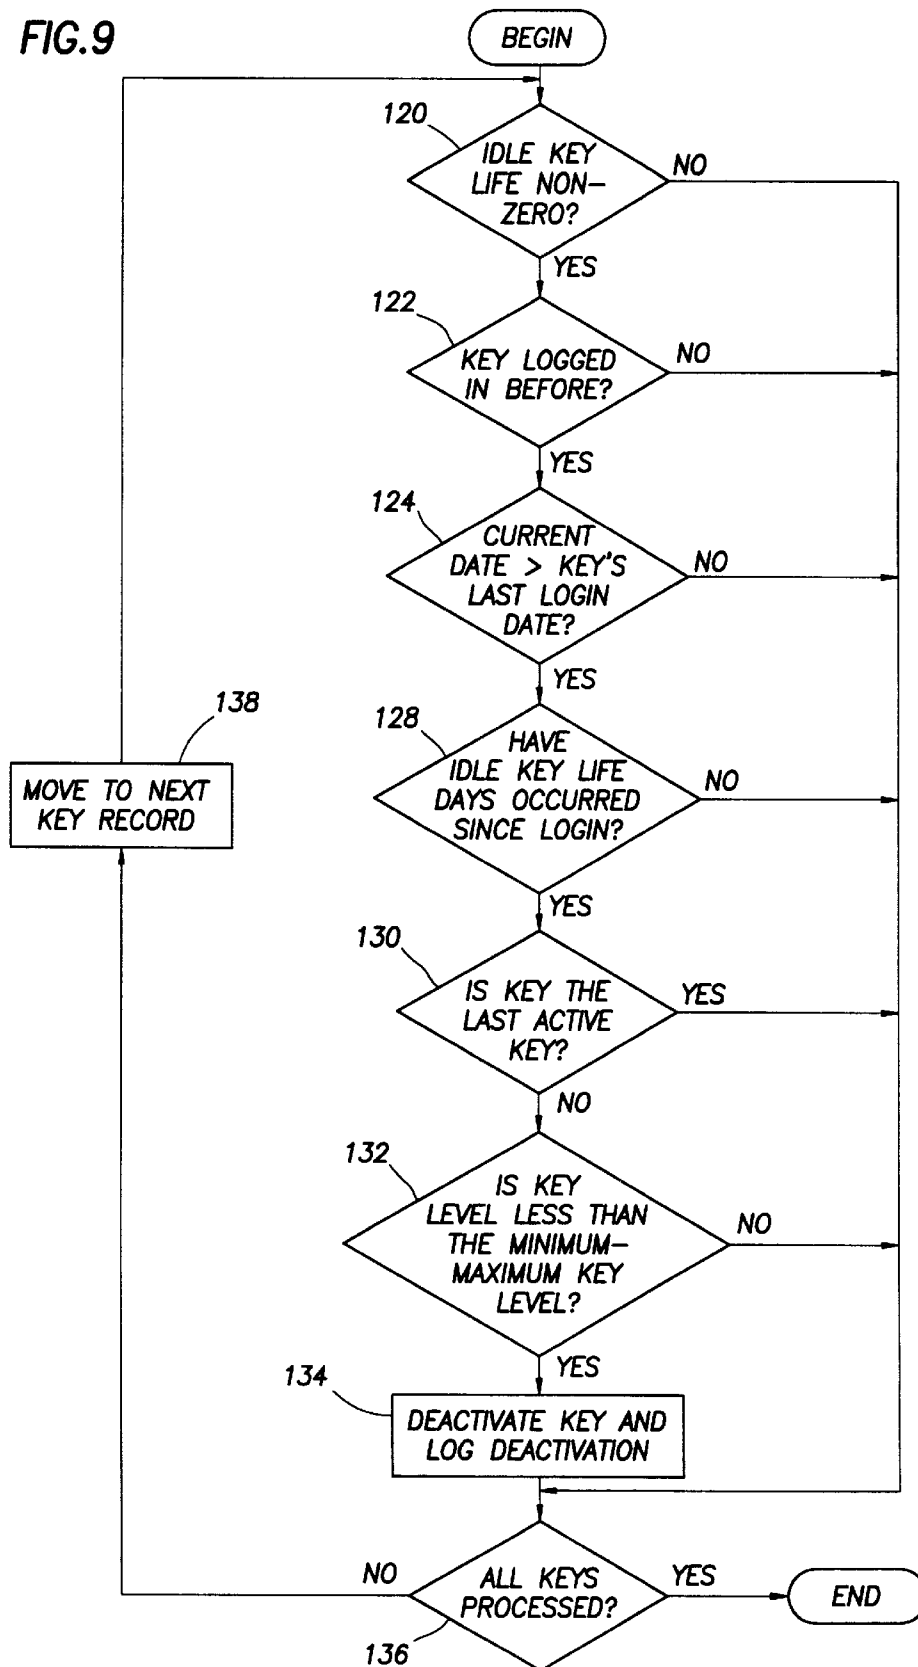 FIG.9
BEGIN
120
IDLE KEY
LIFE NON-
ZERO?
NO
YES
122
KEY LOGGED
IN BEFORE?
NO
YES
124
CURRENT
DATE > KEY'S
LAST LOGIN
DATE?
NO
YES
138
MOVE TO NEXT
KEY RECORD
128
HAVE
IDLE KEY LIFE
DAYS OCCURRED
SINCE LOGIN?
NO
YES
130
IS KEY THE
LAST ACTIVE
KEY?
YES
NO
132
IS KEY
LEVEL LESS THAN
THE MINIMUM-
MAXIMUM KEY
LEVEL?
NO
YES
134
DEACTIVATE KEY AND
LOG DEACTIVATION
NO
ALL KEYS
PROCESSED?
YES
END
136